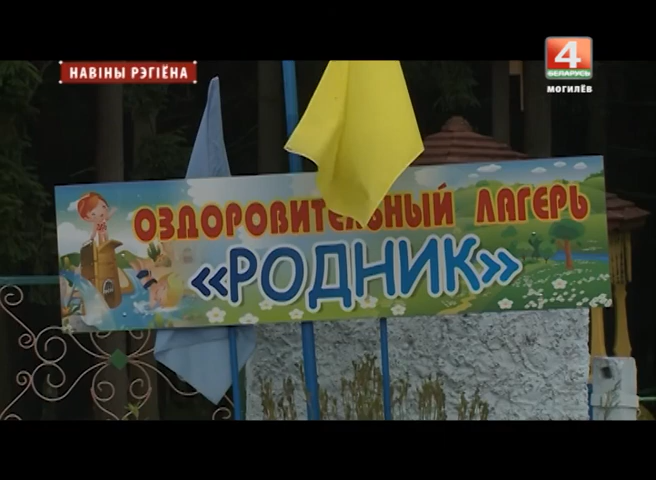 НАВІНЫ РЭГІЁНА
4
БЕЛАРУСЬ
МОГИЛЁВ
ОЗДОРОВИТЕЛЬНЫЙ ЛАГЕРЬ
«РОДНИК»